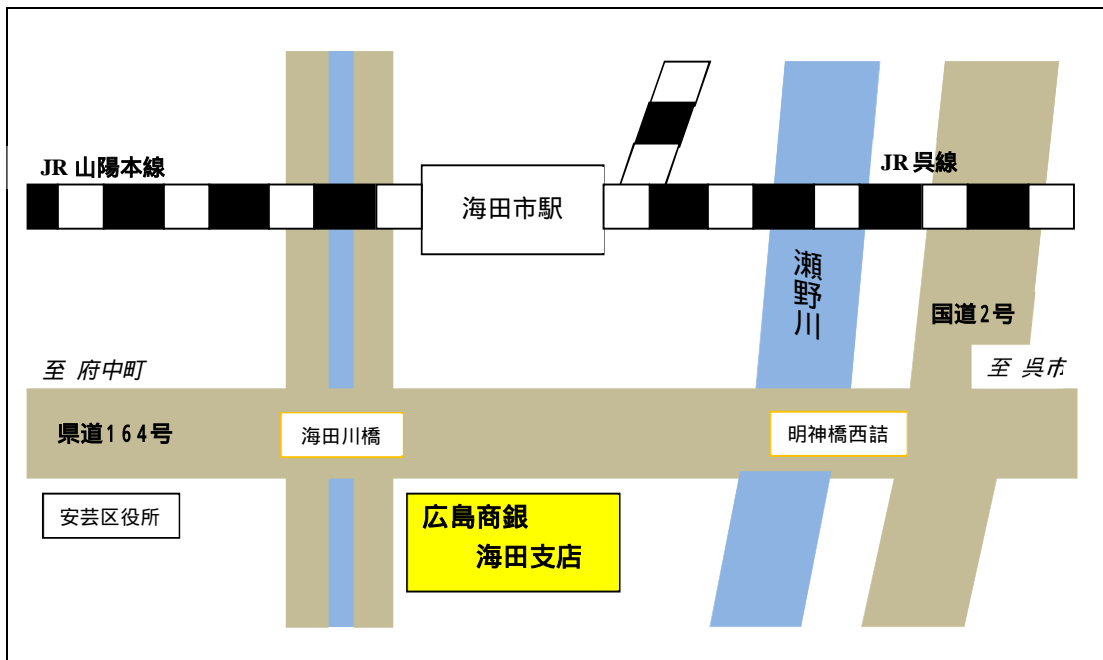 JR 山陽本線
JR 呉線
海田市駅
瀬野川
国道2号
至 府中町
至 呉市
県道164号
海田川橋
明神橋西詰
安芸区役所
広島商銀
海田支店